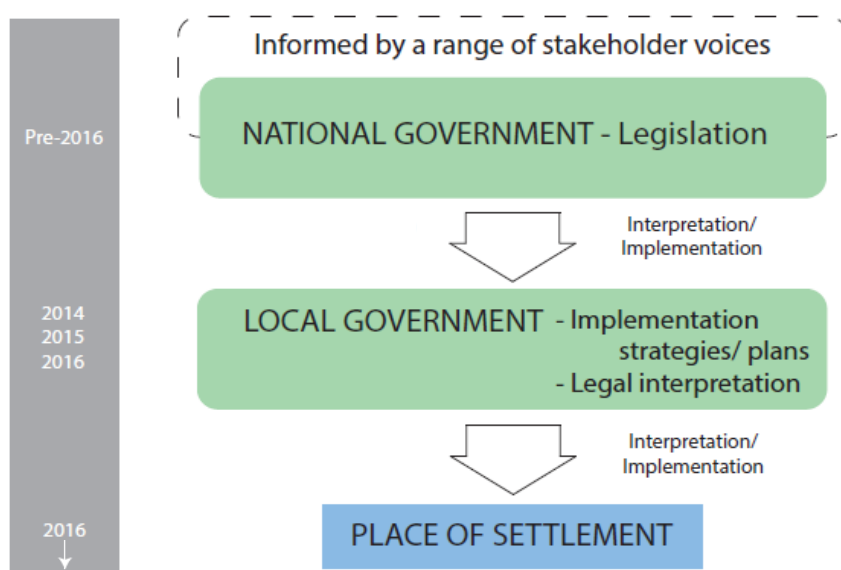 Informed by a range of stakeholder voices
Pre-2016
NATIONAL GOVERNMENT - Legislation
Interpretation/
Implementation
2014
2015
2016
LOCAL GOVERNMENT - Implementation
strategies/ plans
- Legal interpretation
Interpretation/
Implementation
2016
PLACE OF SETTLEMENT